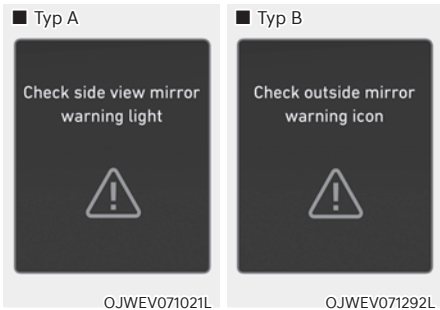 ■ Typ A
Check side view mirror
warning light
OJWEV071021L
■ Typ B
Check outside mirror
warning icon
OJWEV071292L